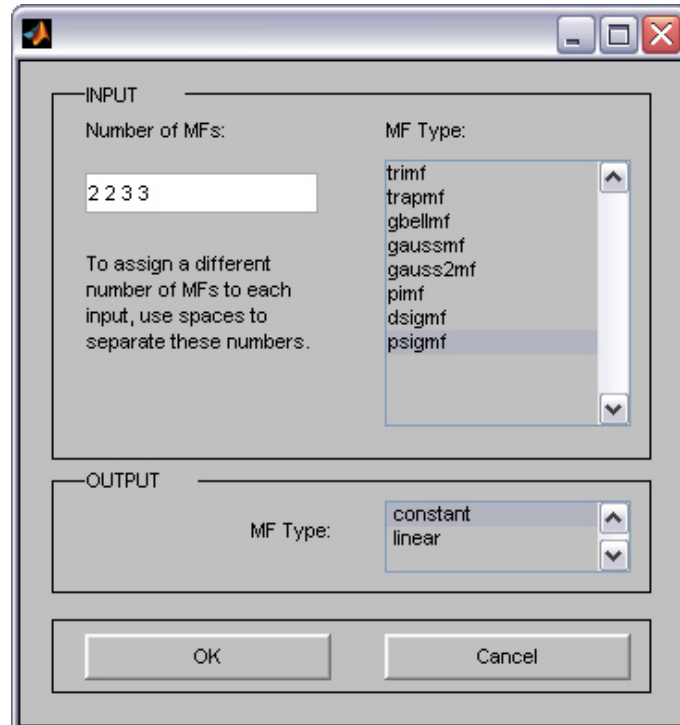 INPUT
Number of MFs:
2 2 3 3
To assign a different
number of MFs to each
input, use spaces to
separate these numbers.
MF Type:
trimf
trapmf
gbellmf
gaussmf
gauss2mf
pimf
dsigmf
psigmf
OUTPUT
MF Type:
constant
linear
OK
Cancel